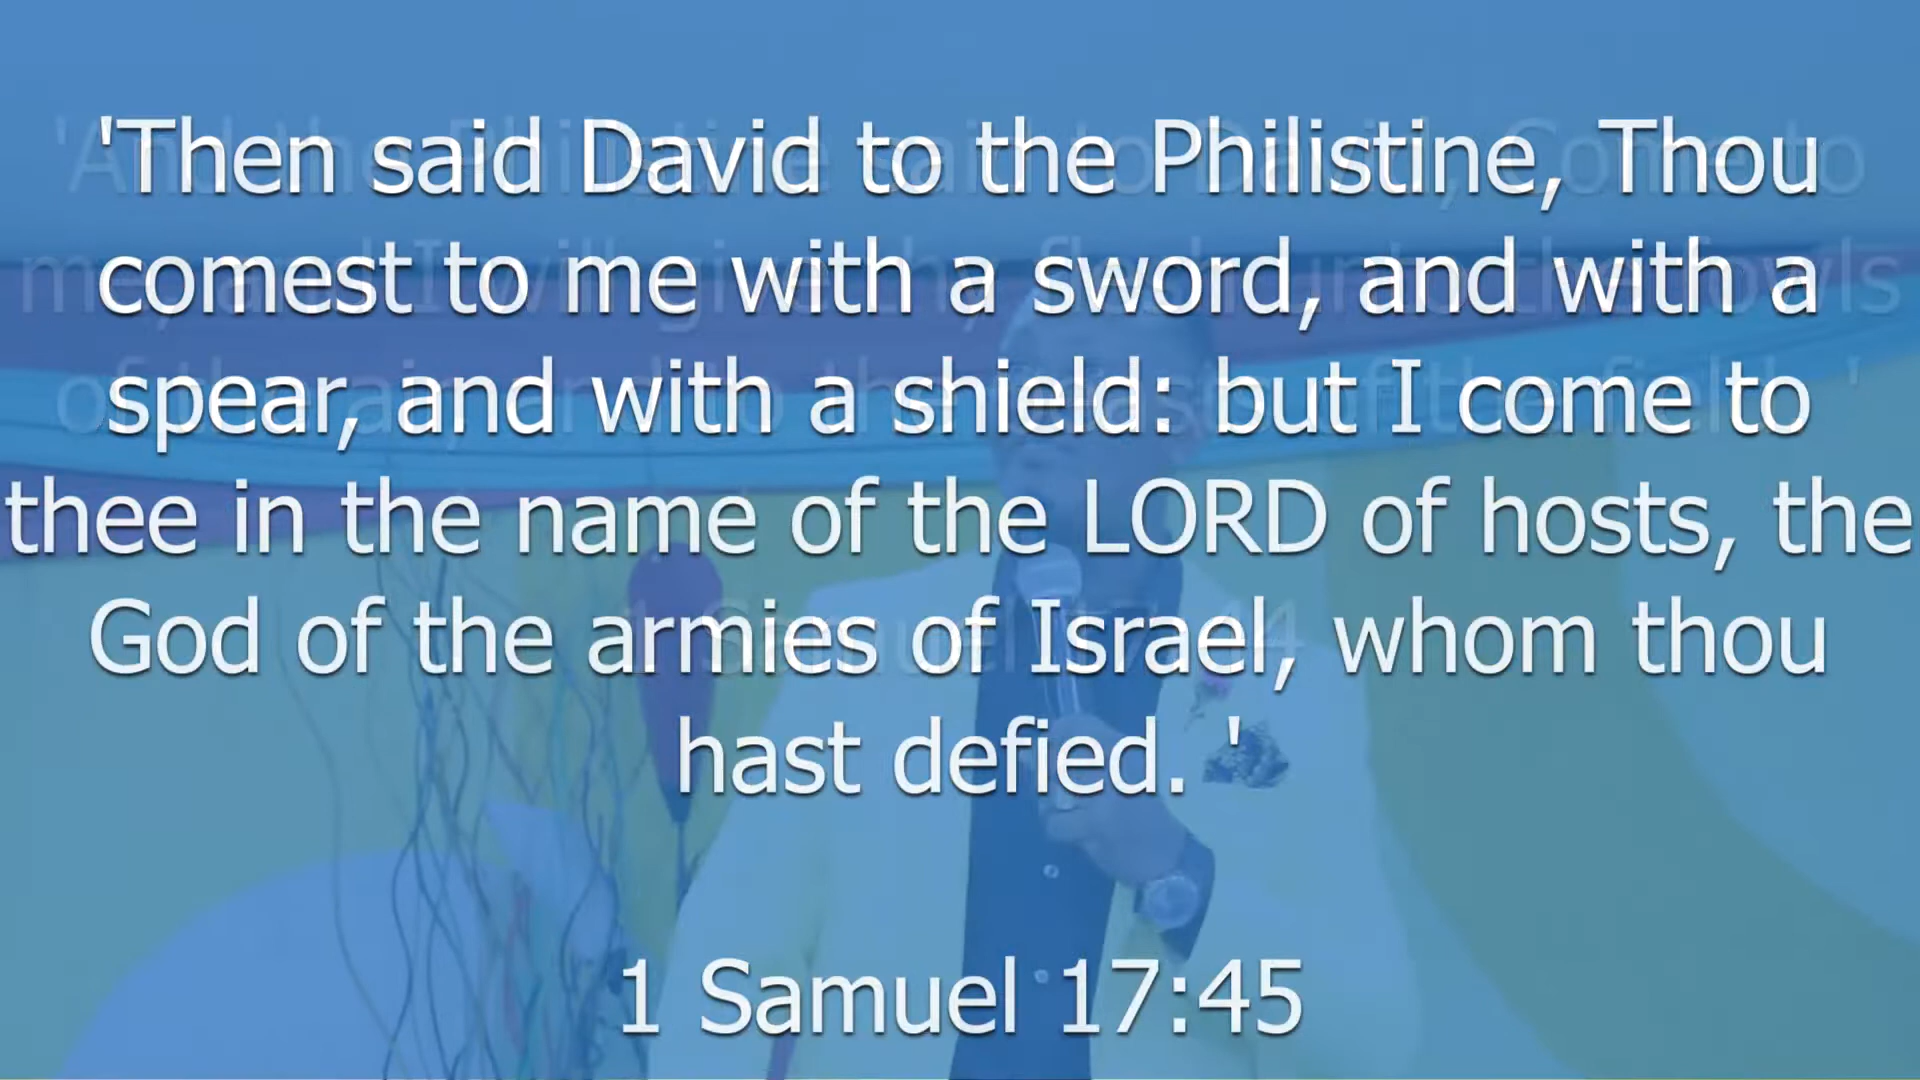 'Then said David to the Philistine, Thou
comest to me with a sword, and with a
spear, and with a shield: but I come to
thee in the name of the LORD of hosts, the
God of the armies of Israel, whom thou
hast defied. '
1 Samuel 17:45